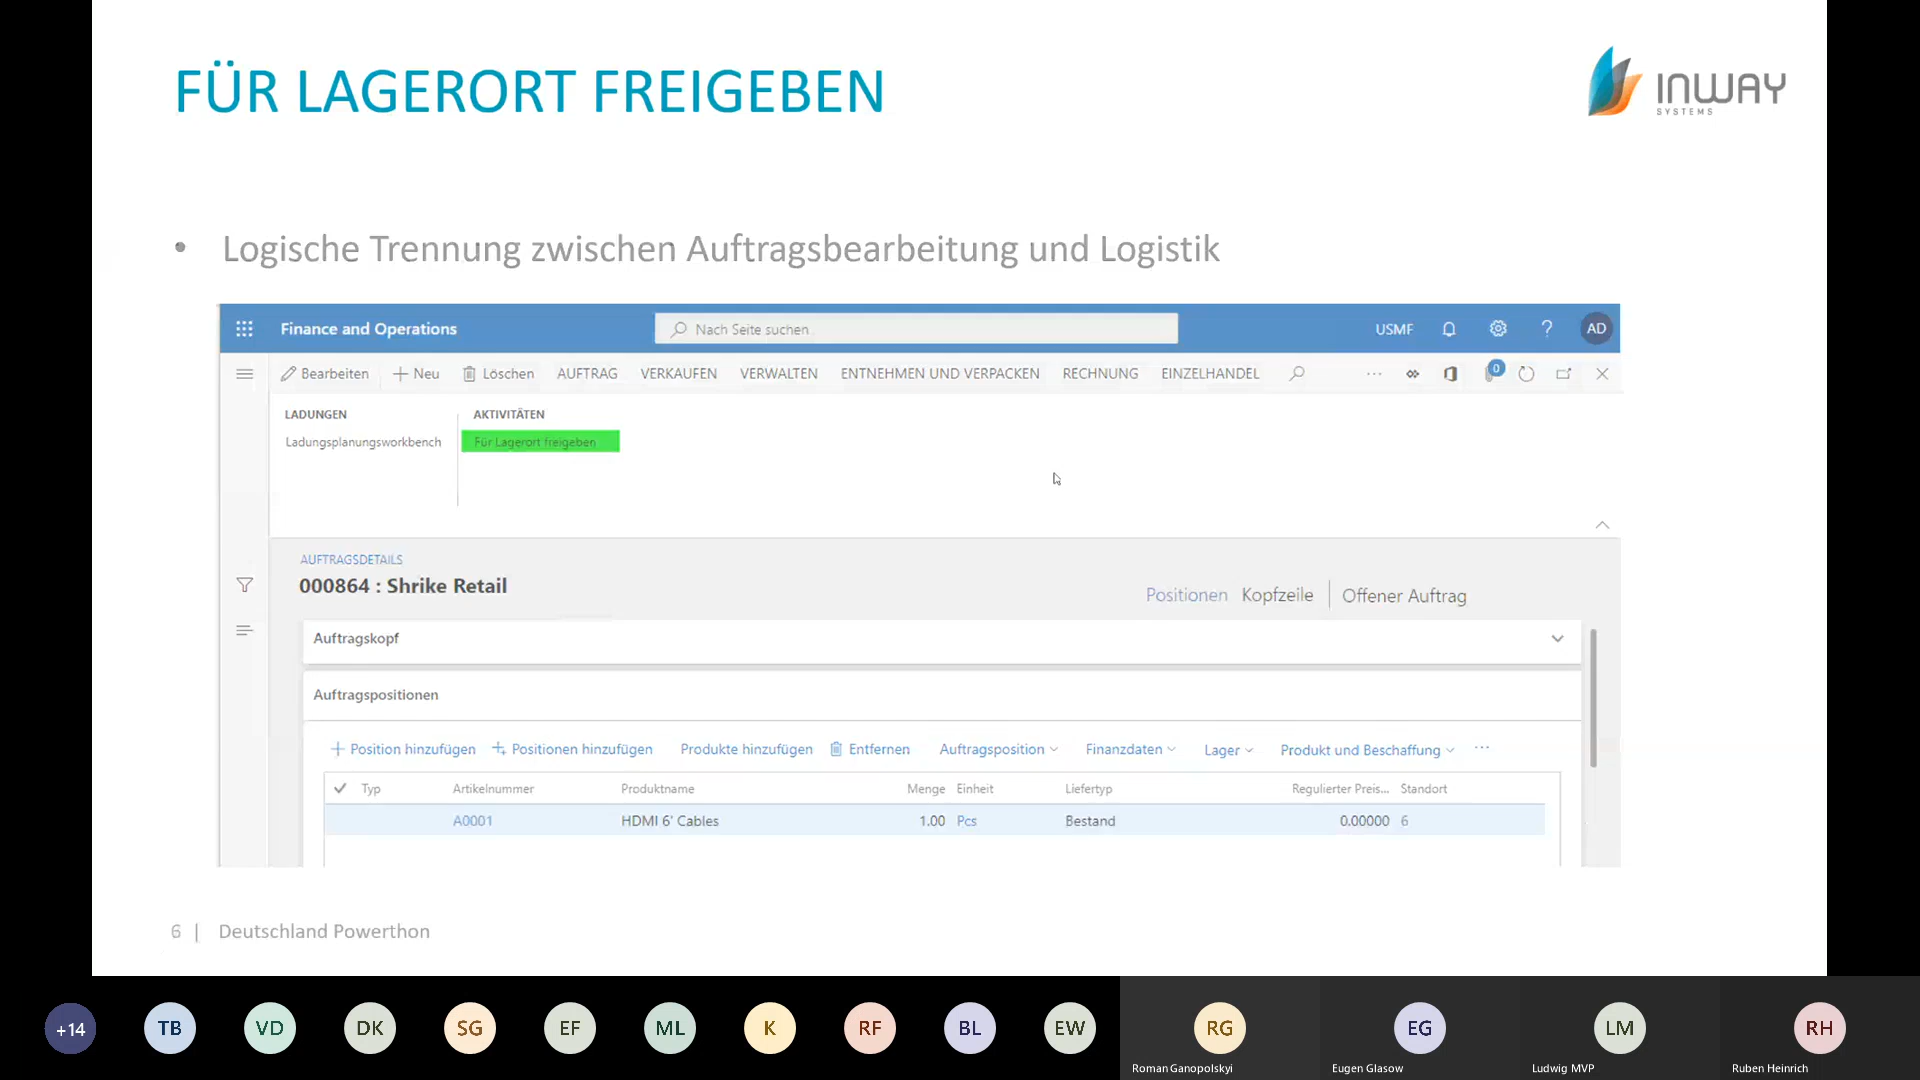 FÜR LAGERORT FREIGEBEN
INWAY
SYSTEMS
• Logische Trennung zwischen Auftragsbearbeitung und Logistik
Finance and Operations
Nach Seite suchen
USMF
?
AD
Bearbeiten
+ Neu
Löschen
AUFTRAG
VERKAUFEN
VERWALTEN
ENTNEHMEN UND VERPACKEN
RECHNUNG
EINZELHANDEL
...
0
LADUNGEN
Ladungsplanungsworkbench
AKTIVITÄTEN
Für Lagerort freigeben
AUFTRAGSDETAILS
000864 : Shrike Retail
Positionen Kopfzeile | Offener Auftrag
Auftragskopf
Auftragspositionen
+ Position hinzufügen
Positionen hinzufügen
Produkte hinzufügen
Entfernen
Auftragsposition
Finanzdaten
Lager
Produkt und Beschaffung
...
Typ Artikelnummer Produktname Menge Einheit Liefertyp Regulierter Preis... Standort
A0001 HDMI 6' Cables 1.00 Pcs Bestand 0.00000 6
6 | Deutschland Powerthon
+14
TB
VD
DK
SG
EF
ML
K
RF
BL
EW
RG
Roman Ganopolskyi
EG
Eugen Glasow
LM
Ludwig MVP
RH
Ruben Heinrich